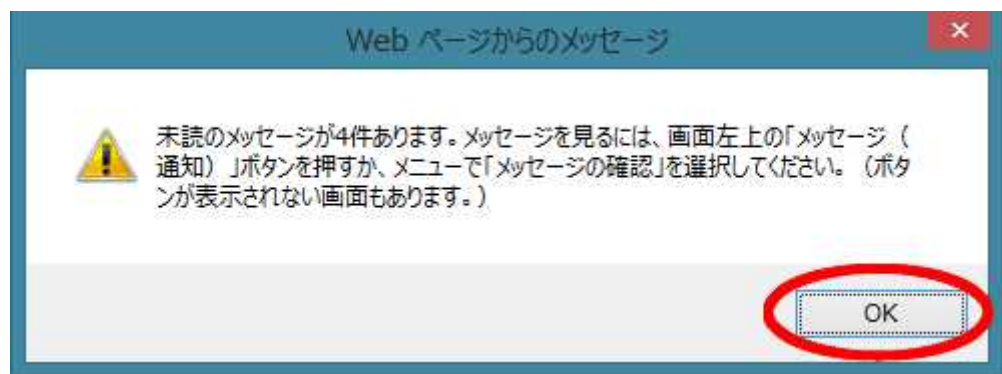 Web ページからのメッセージ
未読のメッセージが4件あります。メッセージを見るには、画面左上の「メッセージ（
通知）」ボタンを押すか、メニューで「メッセージの確認」を選択してください。（ボタ
ンが表示されない画面もあります。）
OK